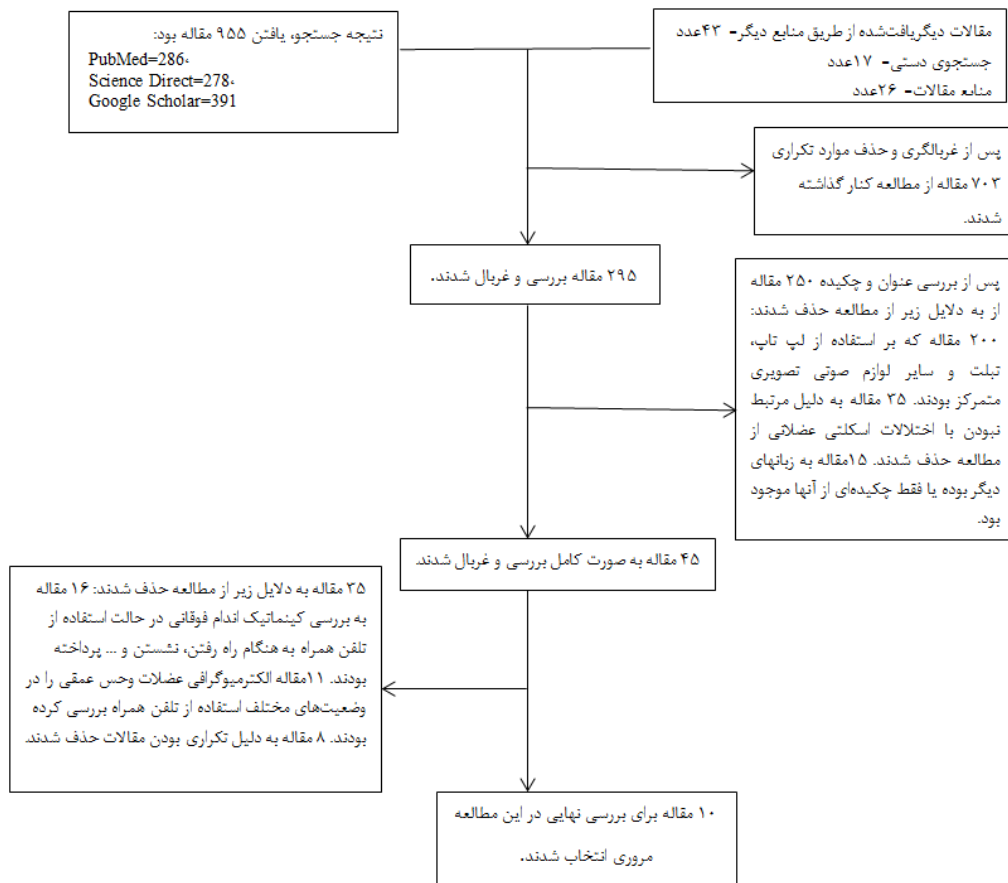 مقالات دیگریافت‌شده از طریق منابع دیگر- ۴۳عدد
جستجوی دستی- ۱۷عدد
منابع مقالات- ۲۶عدد
نتیجه جستجو، یافتن ۹۵۵ مقاله بود:
PubMed=286،
Science Direct=278،
Google Scholar=391
پس از غربالگری و حذف موارد تکراری
۷۰۳ مقاله از مطالعه کنار گذاشته
شدند.
۲۹۵ مقاله بررسی و غربال شدند.
پس از بررسی عنوان و چکیده ۲۵۰ مقاله
از به دلایل زیر از مطالعه حذف شدند:
۲۰۰ مقاله که بر استفاده از لپ تاپ،
تبلت و سایر لوازم صوتی تصویری
متمرکز بودند. ۳۵ مقاله به دلیل مرتبط
نبودن با اختلالات اسکلتی عضلانی از
مطالعه حذف شدند. ۱۵مقاله به زبانهای
دیگر بوده یا فقط چکیده‌ای از آنها موجود
بود.
۴۵ مقاله به صورت کامل بررسی و غربال شدند.
۳۵ مقاله به دلایل زیر از مطالعه حذف شدند: ۱۶ مقاله
به بررسی کینماتیک اندام فوقانی در حالت استفاده از
تلفن همراه به هنگام راه رفتن، نشستن و ... پرداخته
بودند. ۱۱مقاله الکترمیوگرافی عضلات وحس عمقی را در
وضعیت‌های مختلف استفاده از تلفن همراه بررسی کرده
بودند. ۸ مقاله به دلیل تکراری بودن مقالات حذف شدند.
۱۰ مقاله برای بررسی نهایی در این مطالعه
مروری انتخاب شدند.